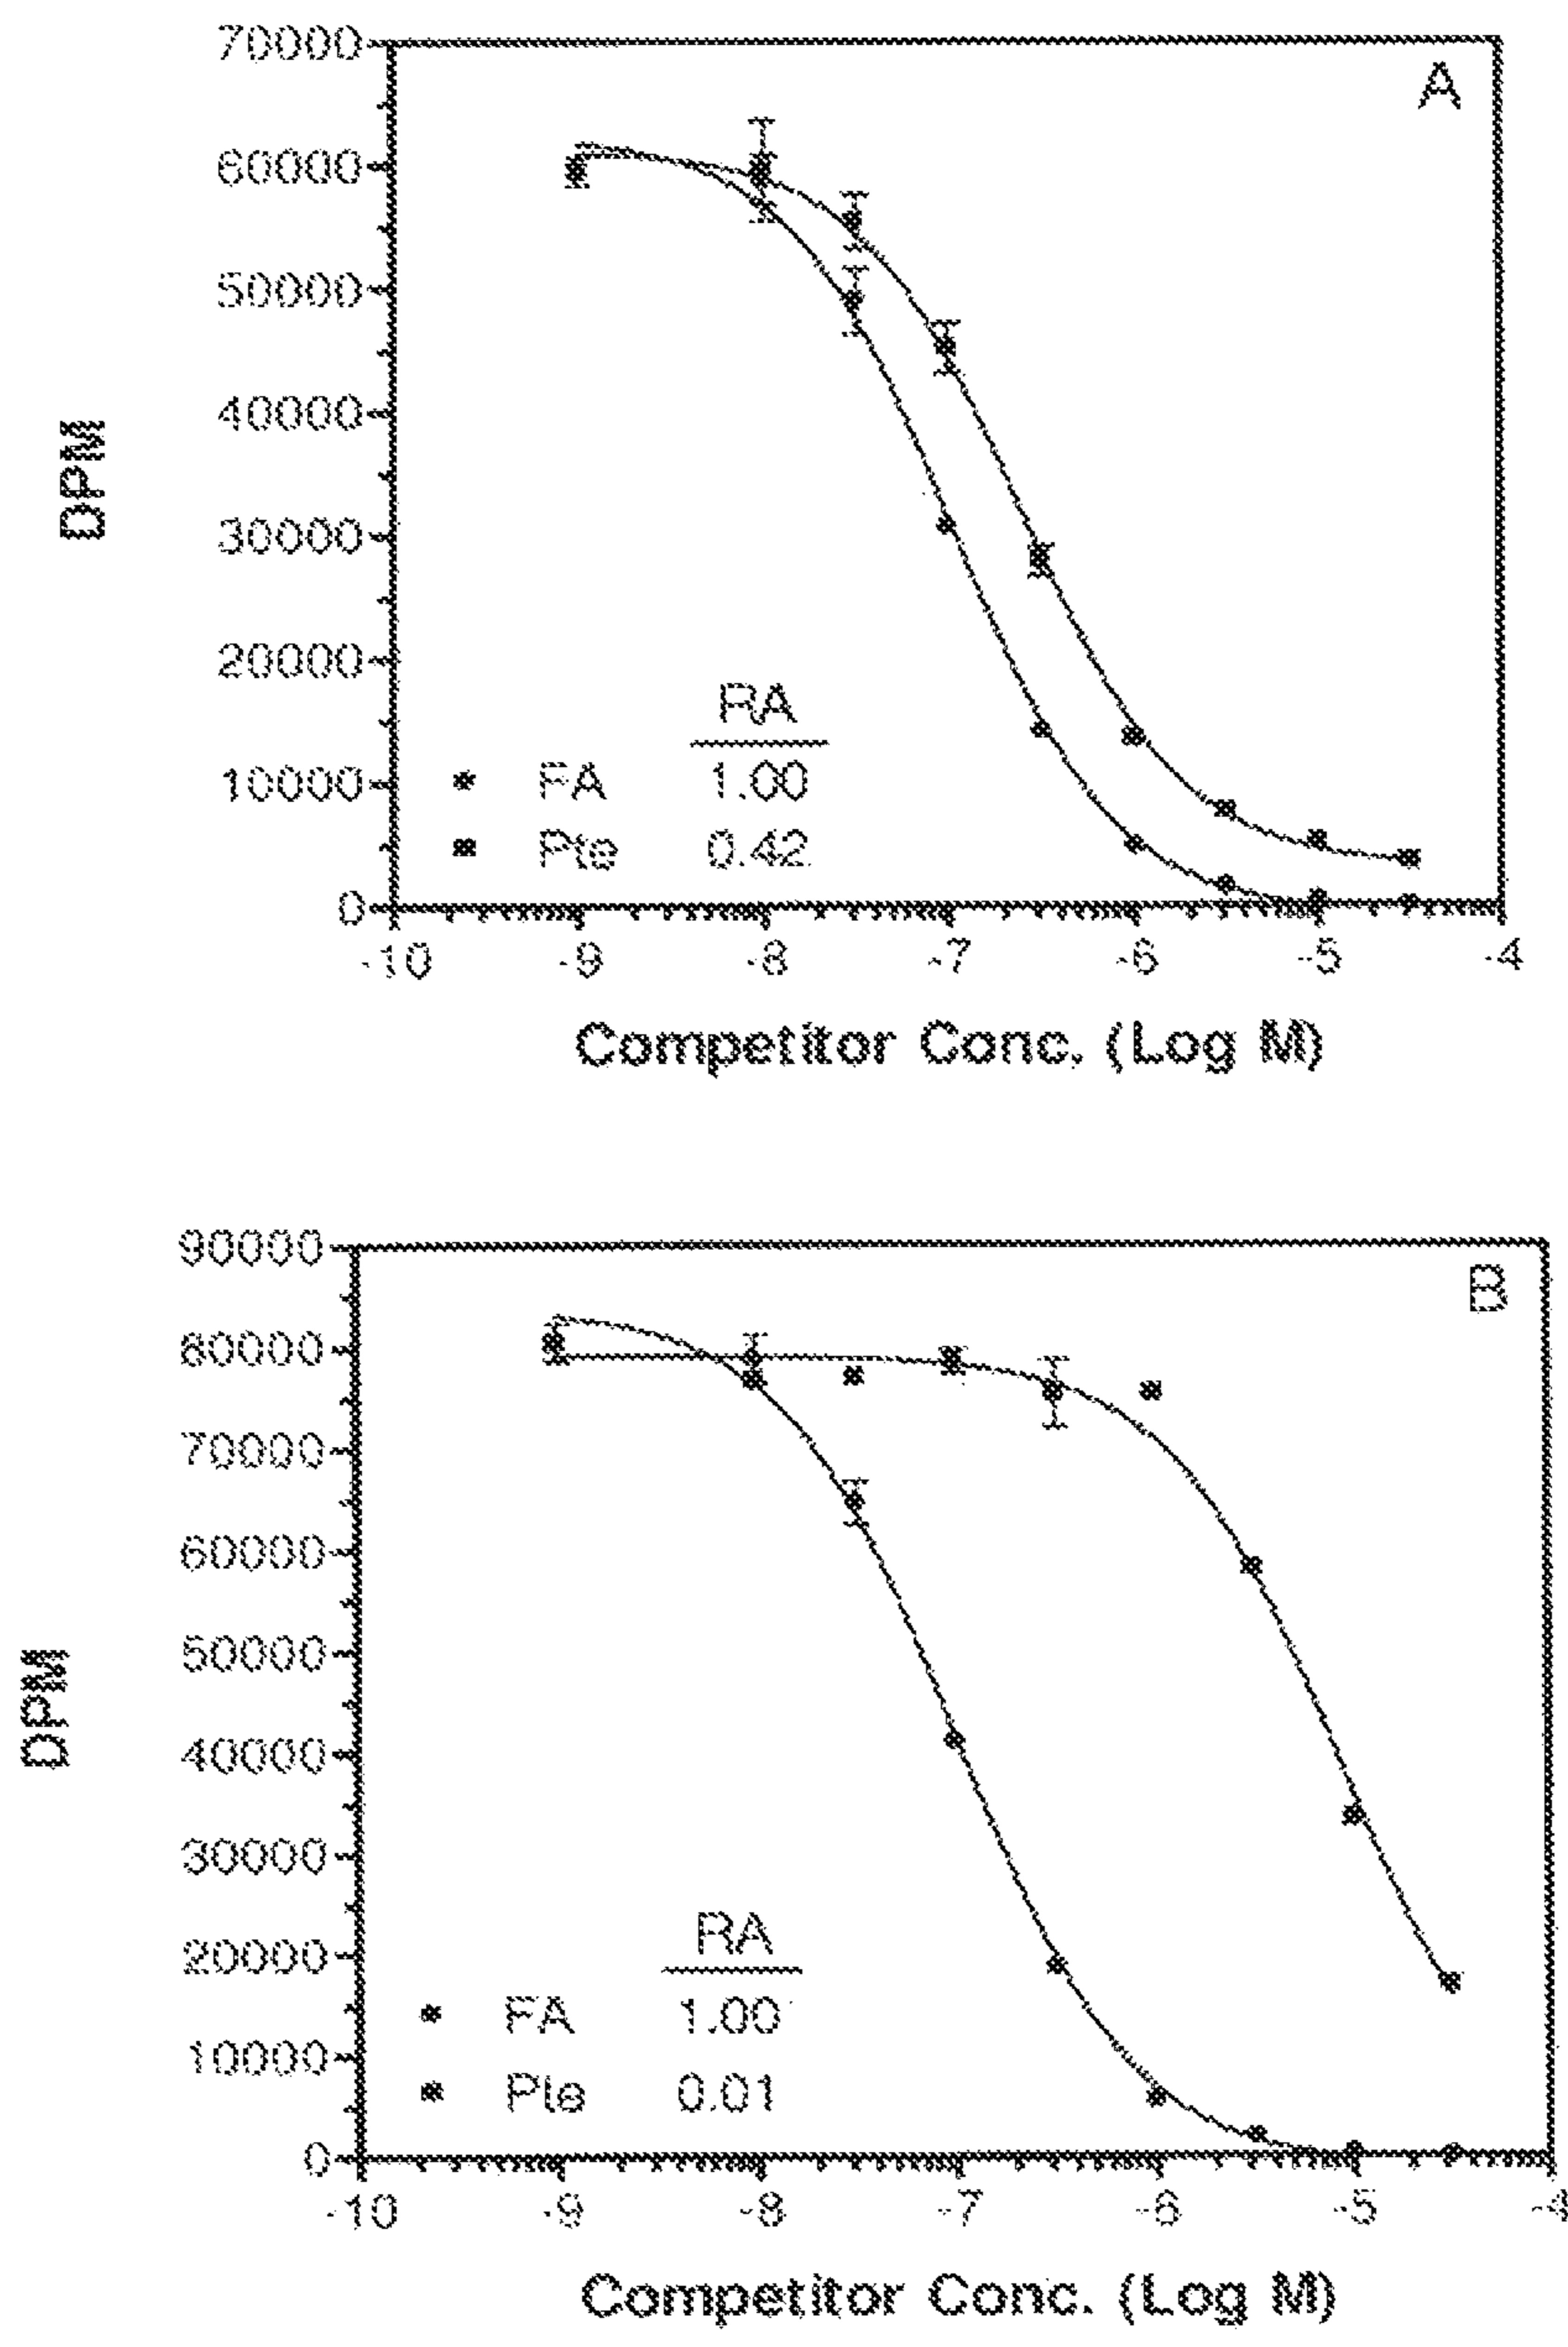 70000
A
60000
50000
40000
30000
20000
10000
0
DPM
RA
FA 1.00
Pte 0.42
-10 -9 -8 -7 -6 -5 -4
Competitor Conc. (Log M)
90000
B
80000
70000
60000
50000
40000
30000
20000
10000
0
DPM
RA
FA 1.00
Pte 0.01
-10 -9 -8 -7 -6 -5 -4
Competitor Conc. (Log M)